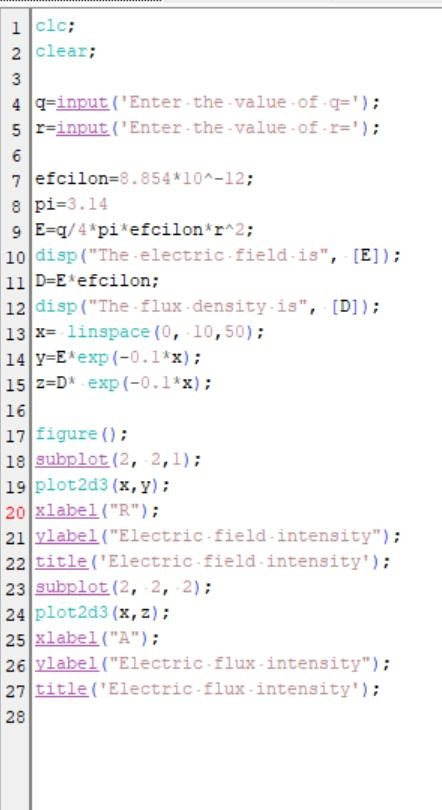 1 clc;
2 clear;
3
4 q=input('Enter the value of q=');
5 r=input('Enter the value of r=');
6
7 efcilon=8.854*10^-12;
8 pi=3.14
9 E=q/4*pi*efcilon*r^2;
10 disp("The electric field is", [E]);
11 D=E*efcilon;
12 disp("The flux density is", [D]);
13 x= linspace(0, 10,50);
14 y=E*exp(-0.1*x);
15 z=D* exp(-0.1*x);
16
17 figure();
18 subplot(2, 2,1);
19 plot2d3(x,y);
20 xlabel("R");
21 ylabel("Electric field intensity");
22 title('Electric field intensity');
23 subplot(2, 2, 2);
24 plot2d3(x,z);
25 xlabel("A");
26 ylabel("Electric flux intensity");
27 title('Electric flux intensity');
28